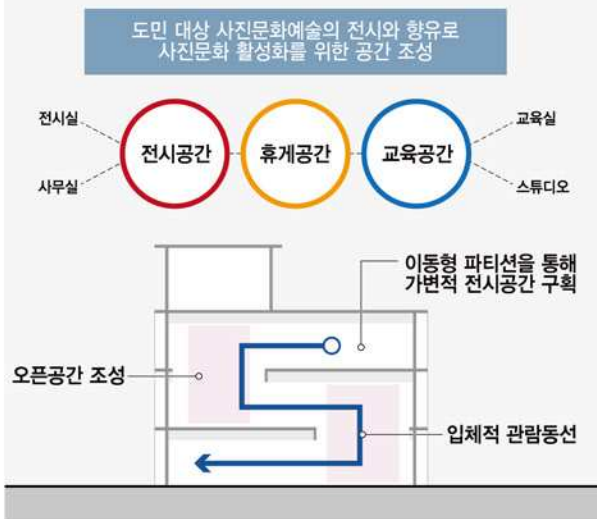 도민 대상 사진문화예술의 전시와 향유로
사진문화 활성화를 위한 공간 조성
전시실
사무실
전시공간
휴게공간
교육공간
교육실
스튜디오
이동형 파티션을 통해
가변적 전시공간 구획
오픈공간 조성
입체적 관람동선